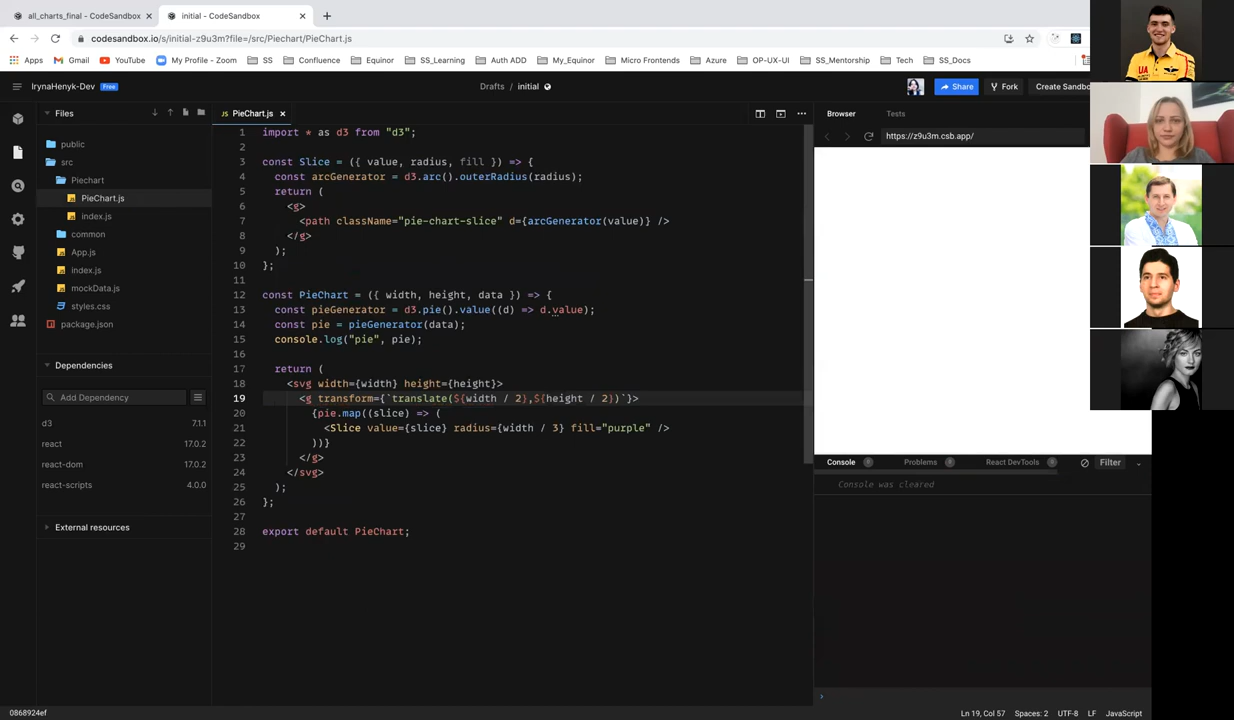 all_charts_final - CodeSandbox
initial - CodeSandbox
codesandbox.io/s/initial-z9u3m?file=/src/Piechart/PieChart.js
Apps Gmail YouTube My Profile - Zoom SS Confluence Equinor SS_Learning Auth ADD My_Equinor Micro Frontends Azure OP-UX-UI SS_Mentorship Tech SS_Docs
IrynaHenyk-Dev Free Drafts / initial Share Fork Create Sandbo
Files
public
src
Piechart
PieChart.js
index.js
common
App.js
index.js
mockData.js
styles.css
package.json
Dependencies
Add Dependency
d3 7.1.1
react 17.0.2
react-dom 17.0.2
react-scripts 4.0.0
External resources
0868924ef
PieChart.js
1 import * as d3 from "d3";
2
3 const Slice = ({ value, radius, fill }) => {
4 const arcGenerator = d3.arc().outerRadius(radius);
5 return (
6 <g>
7 <path className="pie-chart-slice" d={arcGenerator(value)} />
8 </g>
9 );
10 };
11
12 const PieChart = ({ width, height, data }) => {
13 const pieGenerator = d3.pie().value((d) => d.value);
14 const pie = pieGenerator(data);
15 console.log("pie", pie);
16
17 return (
18 <svg width={width} height={height}>
19 <g transform={`translate(${width / 2},${height / 2})`}>
20 {pie.map((slice) => (
21 <Slice value={slice} radius={width / 3} fill="purple" />
22 ))}
23 </g>
24 </svg>
25 );
26 };
27
28 export default PieChart;
29
Browser Tests
https://z9u3m.csb.app/
Console 0 Problems 0 React DevTools 0 Filter
Console was cleared
Ln 19, Col 57 Spaces: 2 UTF-8 LF JavaScript
UA